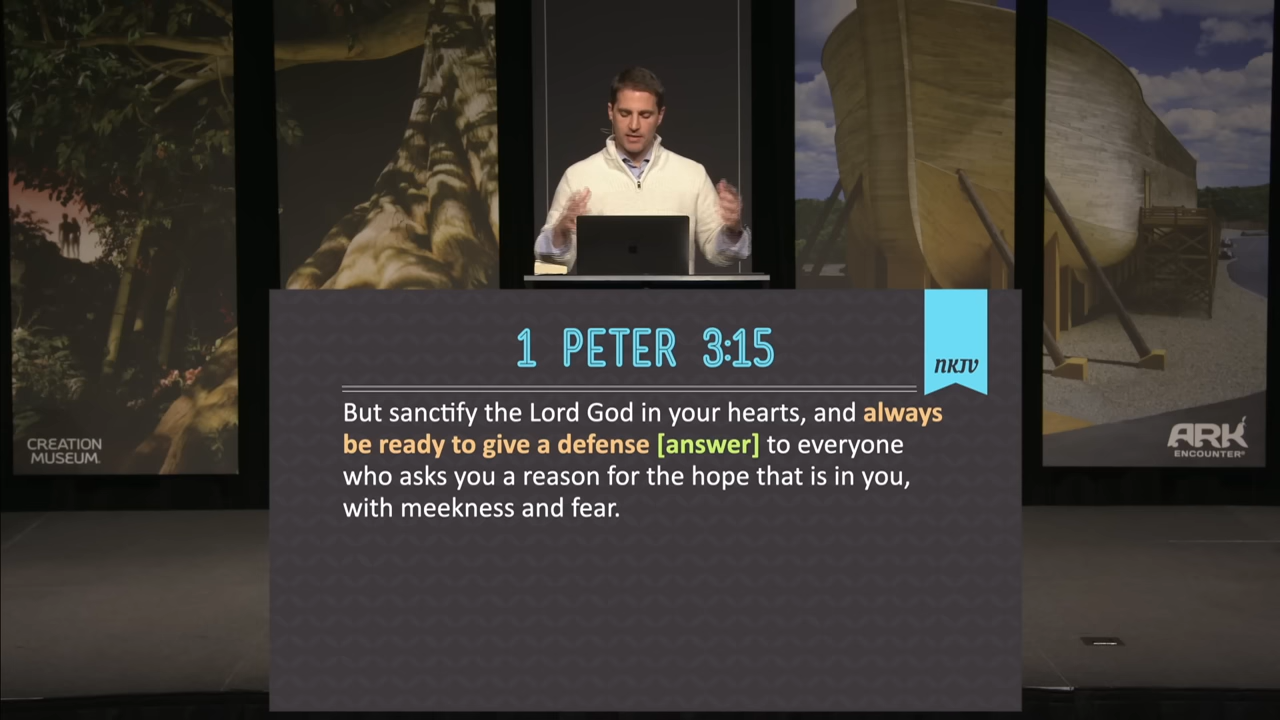 1 PETER 3:15
NKJV
But sanctify the Lord God in your hearts, and always
be ready to give a defense [answer] to everyone
who asks you a reason for the hope that is in you,
with meekness and fear.
CREATION
MUSEUM.
ARK
ENCOUNTER®